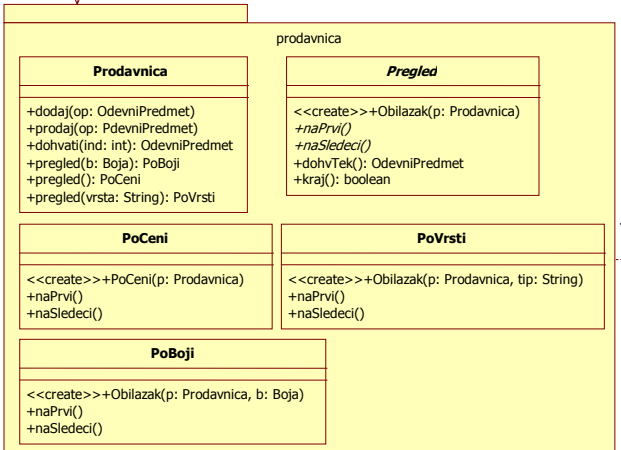 prodavnica
Prodavnica
+dodaj(op: OdevniPredmet)
+prodaj(op: PdevniPredmet)
+dohvati(ind: int): OdevniPredmet
+pregled(b: Boja): PoBoji
+pregled(): PoCeni
+pregled(vrsta: String): PoVrsti
Pregled
<<create>>+Obilazak(p: Prodavnica)
+naPrvi()
+naSledeci()
+dohvTek(): OdevniPredmet
+kraj(): boolean
PoCeni
<<create>>+PoCeni(p: Prodavnica)
+naPrvi()
+naSledeci()
PoVrsti
<<create>>+Obilazak(p: Prodavnica, tip: String)
+naPrvi()
+naSledeci()
PoBoji
<<create>>+Obilazak(p: Prodavnica, b: Boja)
+naPrvi()
+naSledeci()